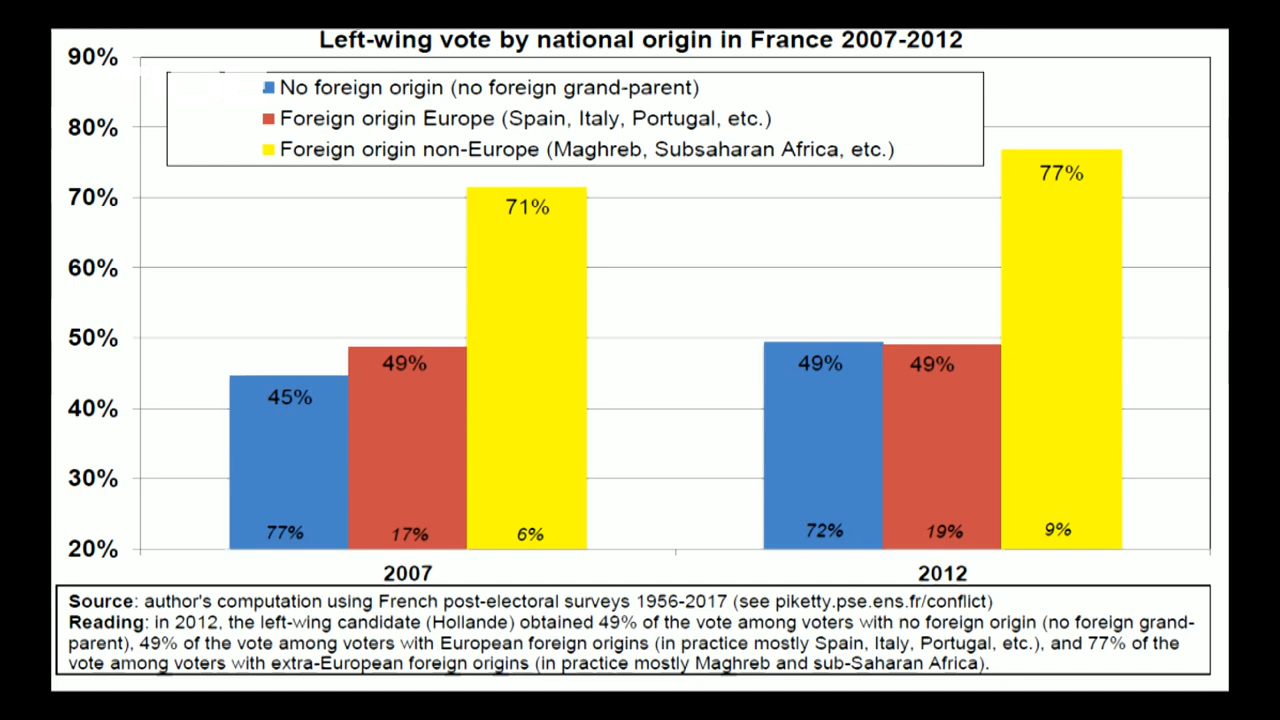 Left-wing vote by national origin in France 2007-2012
90%
80%
70%
60%
50%
40%
30%
20%
No foreign origin (no foreign grand-parent)
Foreign origin Europe (Spain, Italy, Portugal, etc.)
Foreign origin non-Europe (Maghreb, Subsaharan Africa, etc.)
45%
49%
71%
49%
49%
77%
77%
17%
6%
72%
19%
9%
2007
2012
Source: author's computation using French post-electoral surveys 1956-2017 (see piketty.pse.ens.fr/conflict)
Reading: in 2012, the left-wing candidate (Hollande) obtained 49% of the vote among voters with no foreign origin (no foreign grand-
parent), 49% of the vote among voters with European foreign origins (in practice mostly Spain, Italy, Portugal, etc.), and 77% of the
vote among voters with extra-European foreign origins (in practice mostly Maghreb and sub-Saharan Africa).